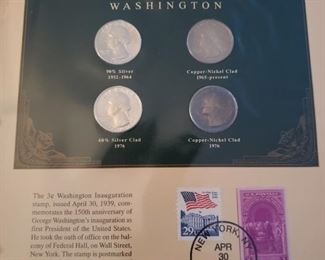 WASHINGTON
90% Silver
1932-1964
Copper-Nickel Clad
1965-present
40% Silver Clad
1976
Copper-Nickel Clad
1976
The 3¢ Washington Inauguration
stamp, issued April 30, 1939, com-
memorates the 150th anniversary of
George Washington's inauguration as
first President of the United States.
He took the oath of office on the bal-
cony of Federal Hall, on Wall Street,
New York. The stamp is postmarked
29
NEW YORK, NY
APR
30